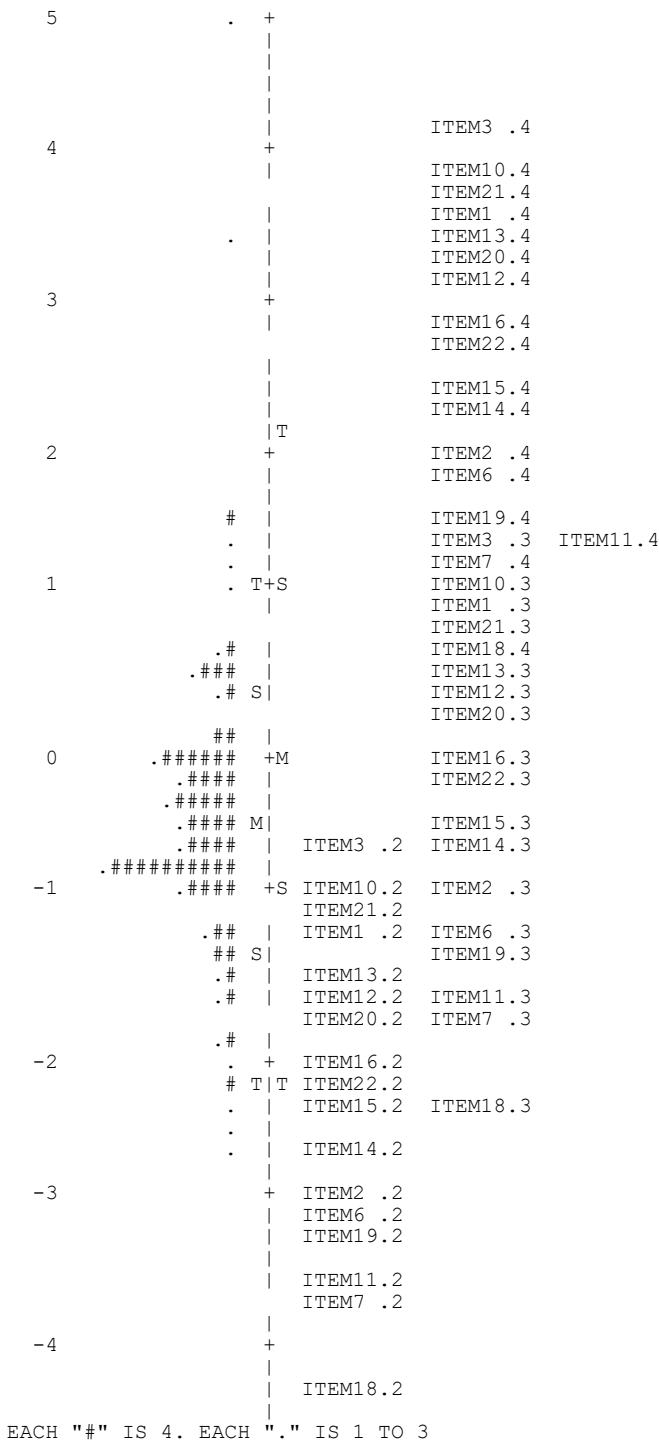 5 . +
|
|
|
|
| ITEM3 .4
4 +
| ITEM10.4
ITEM21.4
| ITEM1 .4
. | ITEM13.4
| ITEM20.4
| ITEM12.4
3 +
| ITEM16.4
ITEM22.4
|
| ITEM15.4
| ITEM14.4
|T
2 + ITEM2 .4
| ITEM6 .4
|
# | ITEM19.4
. | ITEM3 .3 ITEM11.4
. | ITEM7 .4
1 . T+S ITEM10.3
| ITEM1 .3
ITEM21.3
.# | ITEM18.4
.### | ITEM13.3
.# S| ITEM12.3
ITEM20.3
## |
0 .###### +M ITEM16.3
.#### | ITEM22.3
.##### |
.#### M| ITEM15.3
.#### | ITEM3 .2 ITEM14.3
.########## |
-1 .#### +S ITEM10.2 ITEM2 .3
ITEM21.2
.## | ITEM1 .2 ITEM6 .3
## S| ITEM19.3
.# | ITEM13.2
.# | ITEM12.2 ITEM11.3
ITEM20.2 ITEM7 .3
.# |
-2 . + ITEM16.2
# T|T ITEM22.2
. | ITEM15.2 ITEM18.3
. |
. | ITEM14.2
|
-3 + ITEM2 .2
| ITEM6 .2
| ITEM19.2
|
| ITEM11.2
ITEM7 .2
|
-4 +
|
| ITEM18.2
|
EACH "#" IS 4. EACH "." IS 1 TO 3